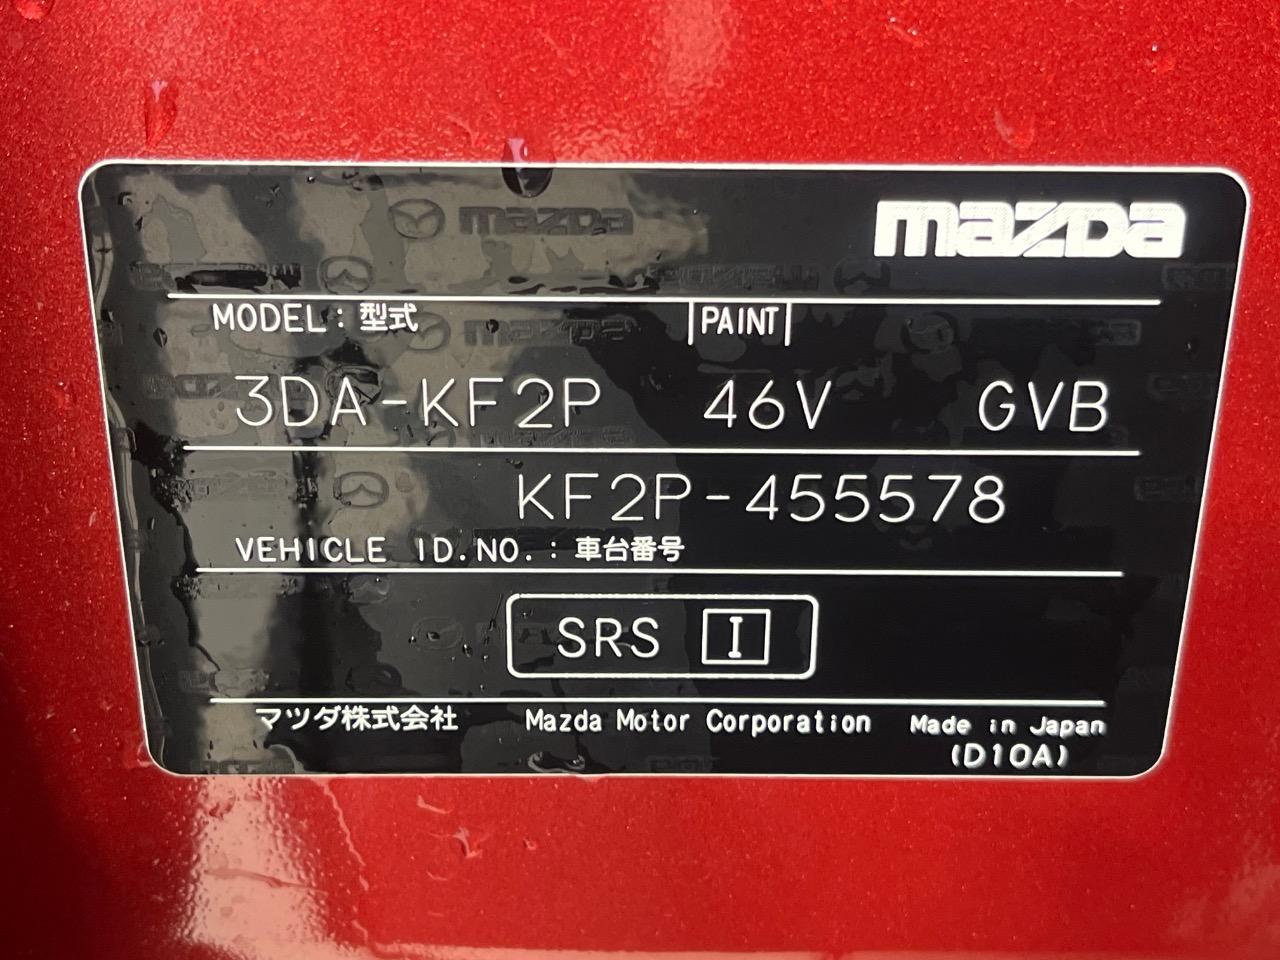 mazda
MODEL : 型式 PAINT
3DA-KF2P 46V GVB
KF2P-455578
VEHICLE ID.NO. : 車台番号
SRS I
マツダ株式会社 Mazda Motor Corporation Made in Japan
(D10A)